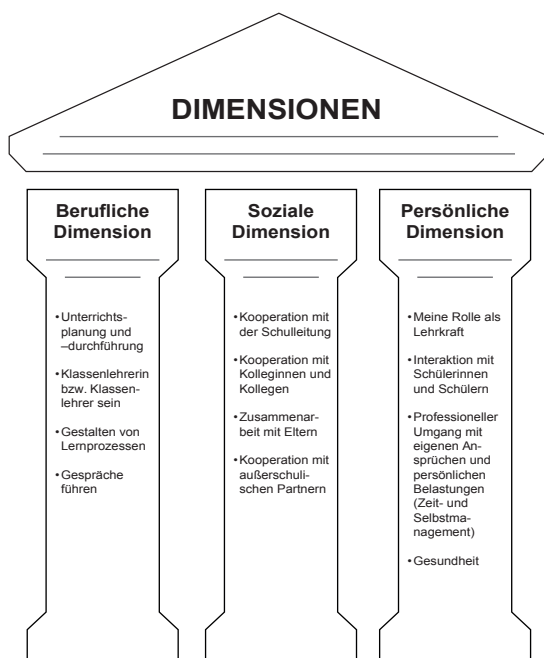 DIMENSIONEN
Berufliche
Dimension
•Unterrichts-
planung und
–durchführung
•Klassenlehrerin
bzw. Klassen-
lehrer sein
•Gestalten von
Lernprozessen
•Gespräche
führen
Soziale
Dimension
•Kooperation mit
der Schulleitung
•Kooperation mit
Kolleginnen und
Kollegen
•Zusammenar-
beit mit Eltern
•Kooperation mit
außerschuli-
schen Partnern
Persönliche
Dimension
•Meine Rolle als
Lehrkraft
•Interaktion mit
Schülerinnen
und Schülern
•Professioneller
Umgang mit
eigenen An-
sprüchen und
persönlichen
Belastungen
(Zeit- und
Selbstma-
nagement)
•Gesundheit